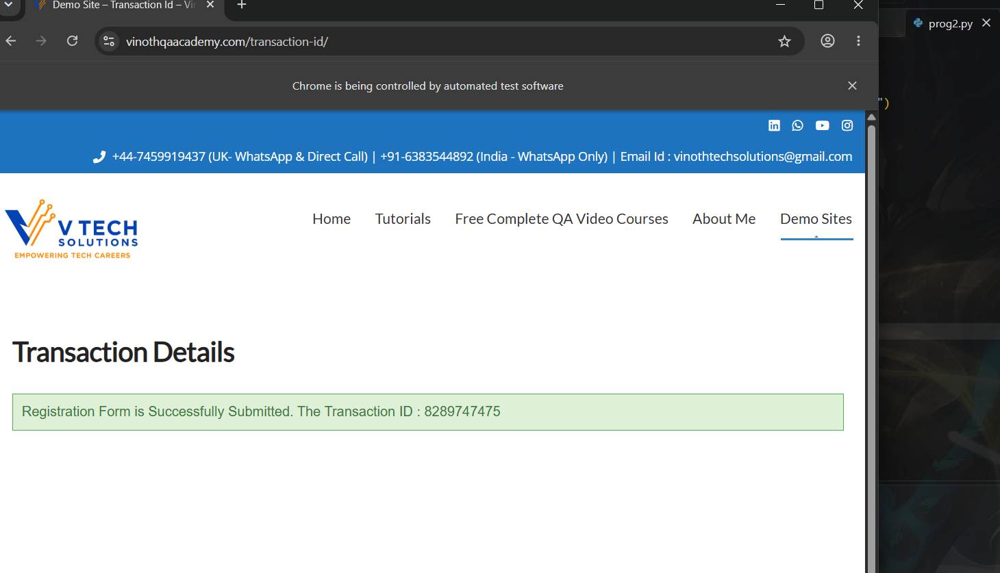 Demo Site – Transaction Id – Vi
prog2.py
vinothqaacademy.com/transaction-id/
Chrome is being controlled by automated test software
")
+44-7459919437 (UK- WhatsApp & Direct Call) | +91-6383544892 (India - WhatsApp Only) | Email Id : vinothtechsolutions@gmail.com
V TECH
SOLUTIONS
EMPOWERING TECH CAREERS
Home
Tutorials
Free Complete QA Video Courses
About Me
Demo Sites
Transaction Details
Registration Form is Successfully Submitted. The Transaction ID : 8289747475